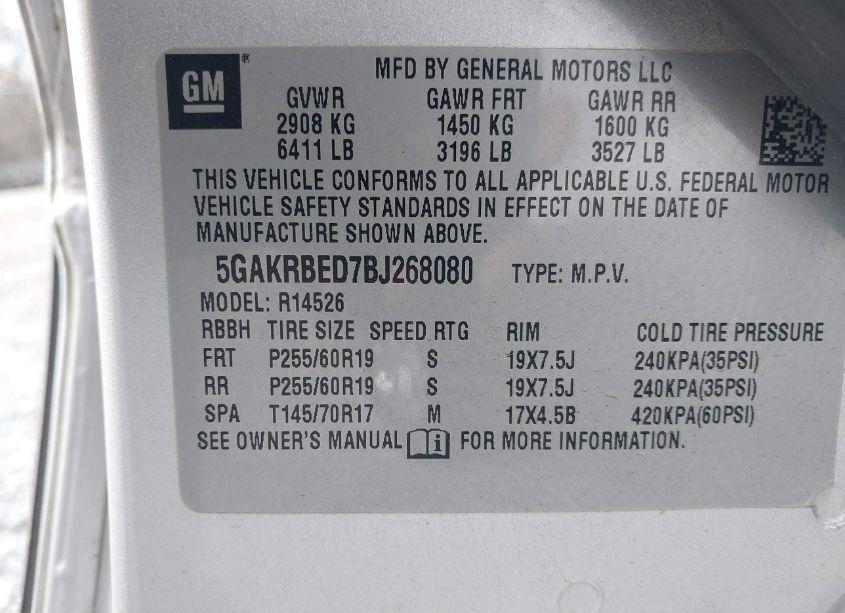 GM®
MFD BY GENERAL MOTORS LLC
GVWR GAWR FRT GAWR RR
2908 KG 1450 KG 1600 KG
6411 LB 3196 LB 3527 LB
THIS VEHICLE CONFORMS TO ALL APPLICABLE U.S. FEDERAL MOTOR
VEHICLE SAFETY STANDARDS IN EFFECT ON THE DATE OF
MANUFACTURE SHOWN ABOVE.
5GAKRBED7BJ268080 TYPE: M.P.V.
MODEL: R14526
RBBH TIRE SIZE SPEED RTG RIM COLD TIRE PRESSURE
FRT P255/60R19 S 19X7.5J 240KPA(35PSI)
RR P255/60R19 S 19X7.5J 240KPA(35PSI)
SPA T145/70R17 M 17X4.5B 420KPA(60PSI)
SEE OWNER'S MANUAL i FOR MORE INFORMATION.